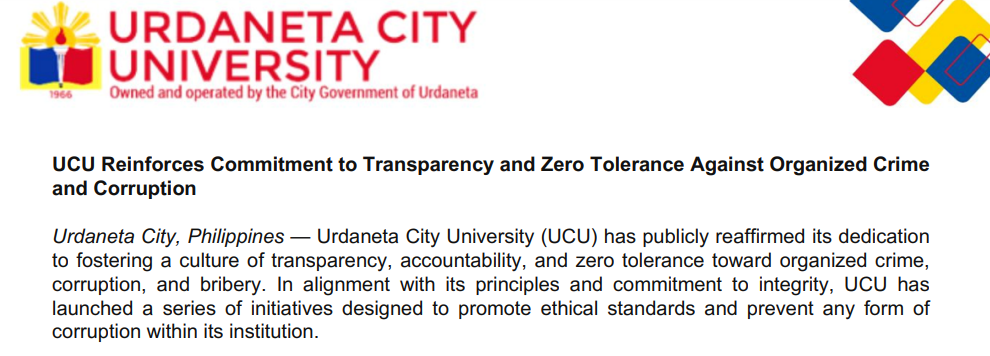 URDANETA CITY
UNIVERSITY
1966
Owned and operated by the City Government of Urdaneta
UCU Reinforces Commitment to Transparency and Zero Tolerance Against Organized Crime
and Corruption
Urdaneta City, Philippines — Urdaneta City University (UCU) has publicly reaffirmed its dedication
to fostering a culture of transparency, accountability, and zero tolerance toward organized crime,
corruption, and bribery. In alignment with its principles and commitment to integrity, UCU has
launched a series of initiatives designed to promote ethical standards and prevent any form of
corruption within its institution.